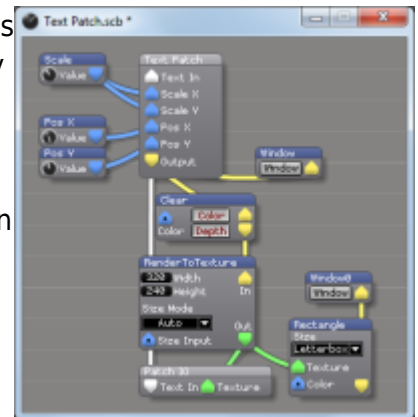 s
Text Patch.scb *
y
Scale
Value
Text Patch
Text In
Scale X
Scale Y
Pos X
Pos Y
Output
Pos X
Value
Pos Y
Value
Window
Window
Clear
Color
Color Depth
m
RenderToTexture
320 Width
240 Height
In
Size Mode
Auto
Out
Size Input
Window0
Window
Rectangle
Size
Letterbox
Texture
Color
Patch IO
Text In Texture